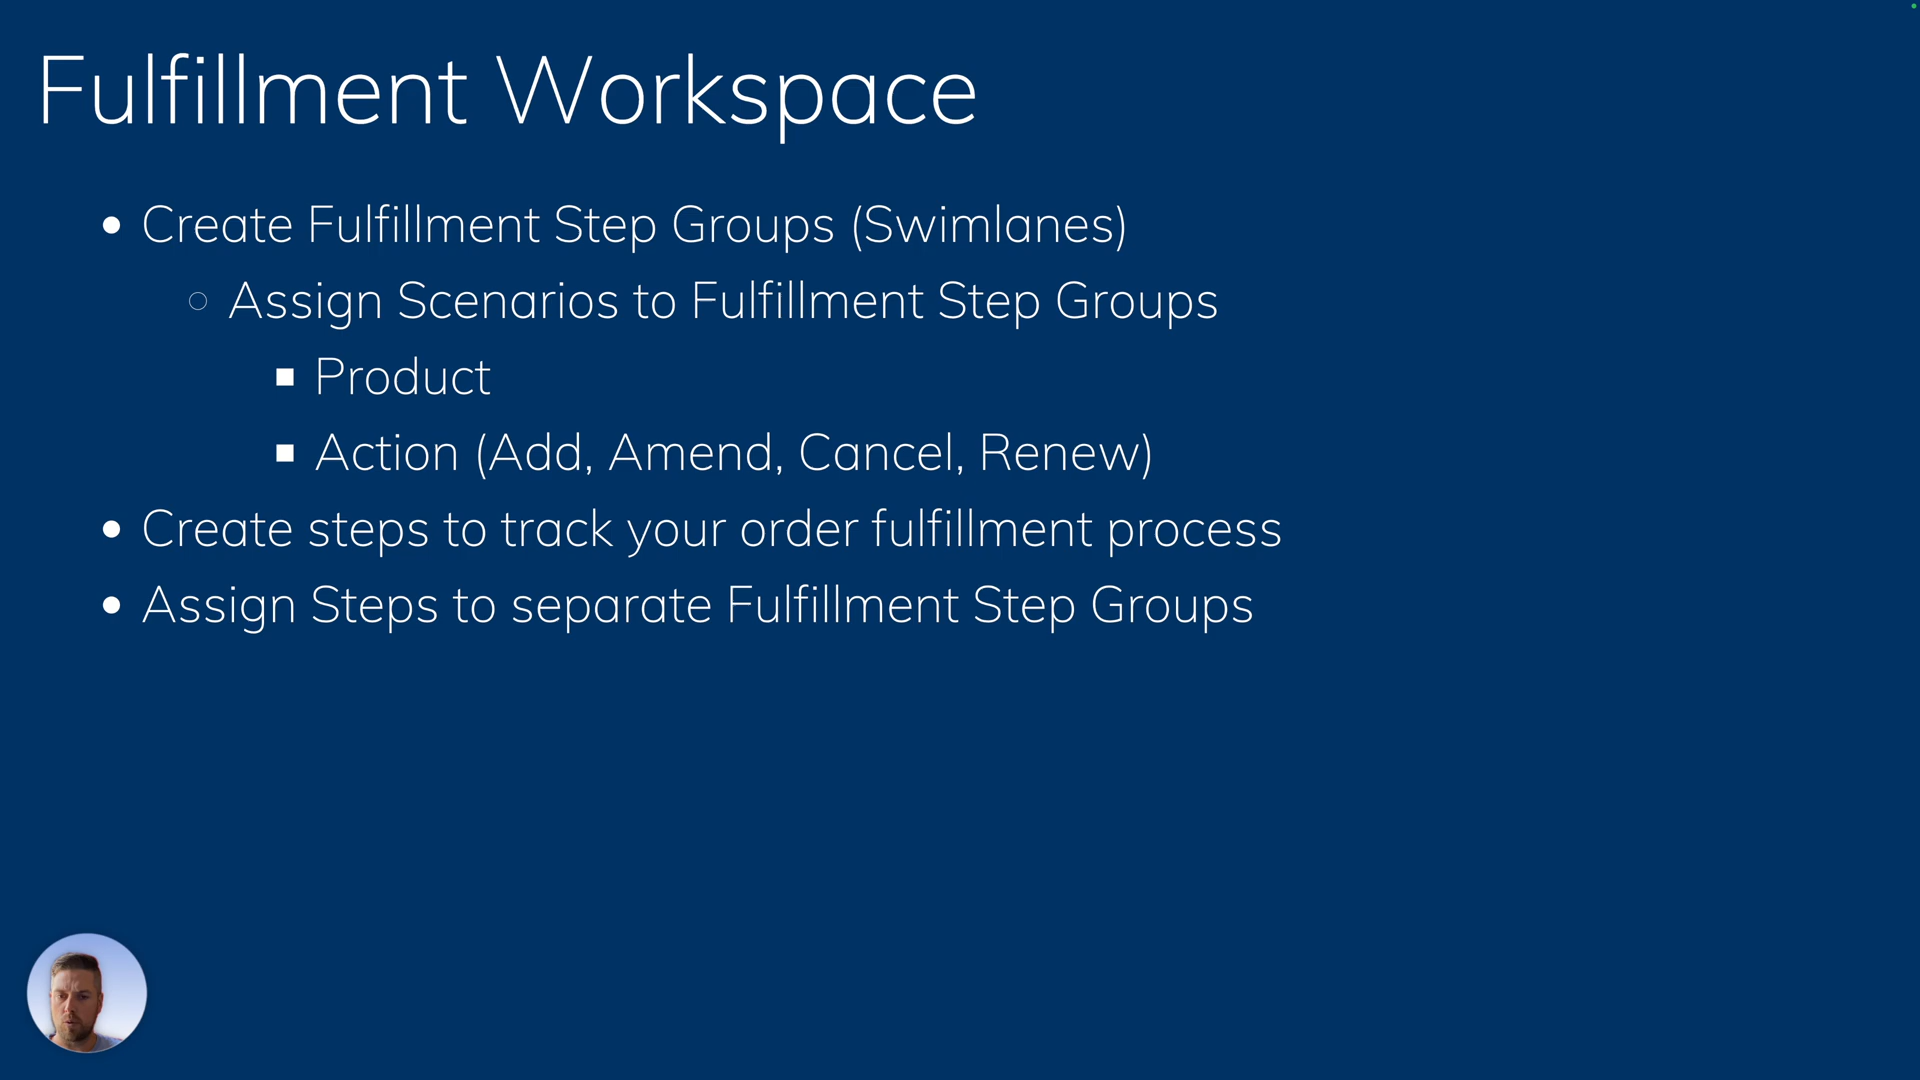 Fulfillment Workspace
Create Fulfillment Step Groups (Swimlanes)
Assign Scenarios to Fulfillment Step Groups
Product
Action (Add, Amend, Cancel, Renew)
Create steps to track your order fulfillment process
Assign Steps to separate Fulfillment Step Groups